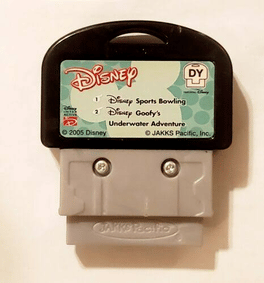 Disney
DY
1 Disney Sports Bowling
2 Disney Goofy's
Underwater Adventure
© 2005 Disney
© JAKKS Pacific, Inc.
JAKKS Pacific